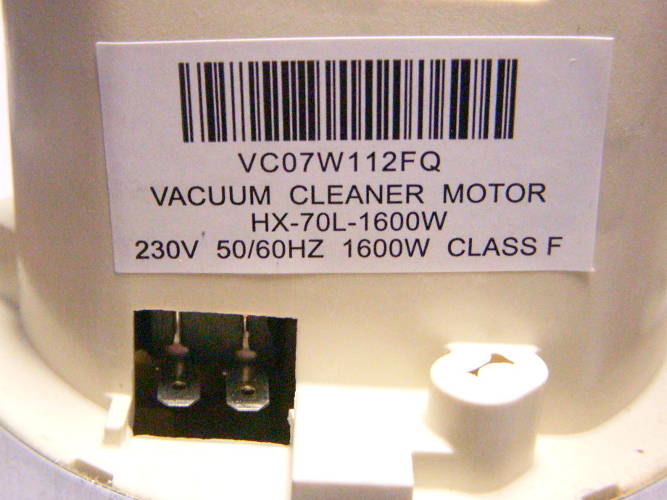 VC07W112FQ
VACUUM CLEANER MOTOR
HX-70L-1600W
230V 50/60HZ 1600W CLASS F